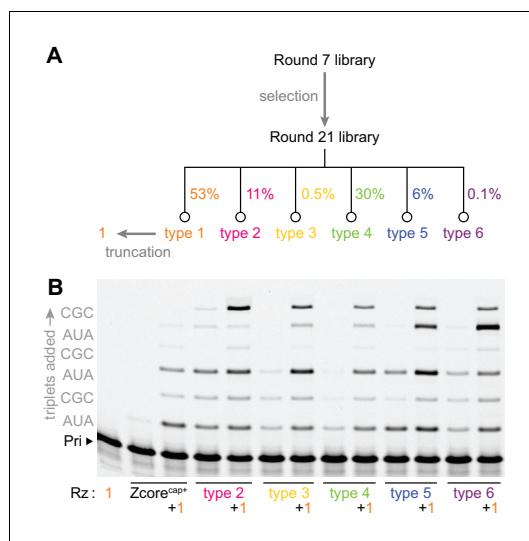 A
Round 7 library
selection
Round 21 library
53% 11% 0.5% 30% 6% 0.1%
1 type 1 type 2 type 3 type 4 type 5 type 6
truncation
B
triplets added →
CGC
AUA
CGC
AUA
CGC
AUA
Pri ►
Rz : 1 Zcore^cap+ type 2 type 3 type 4 type 5 type 6
+1 +1 +1 +1 +1 +1